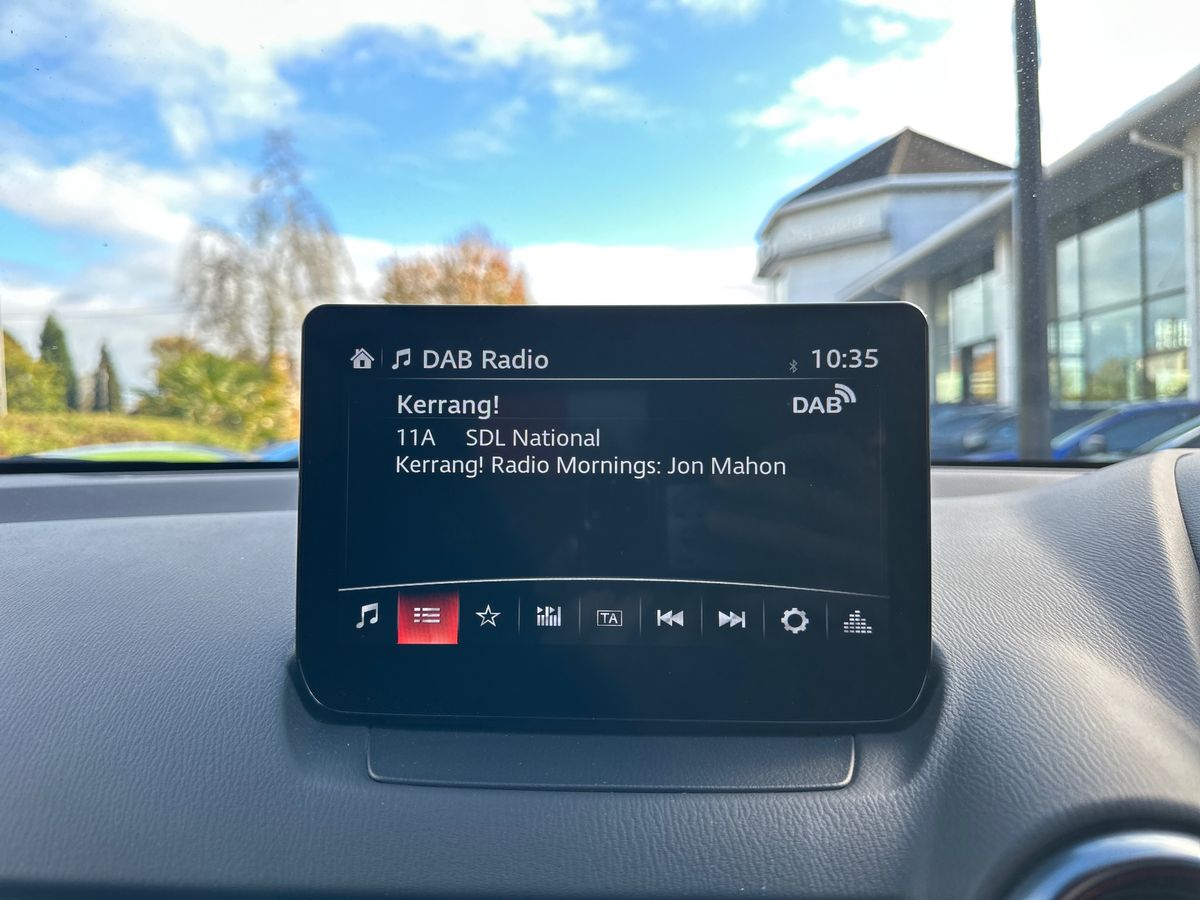 DAB Radio 10:35
Kerrang! DAB
11A SDL National
Kerrang! Radio Mornings: Jon Mahon
TA